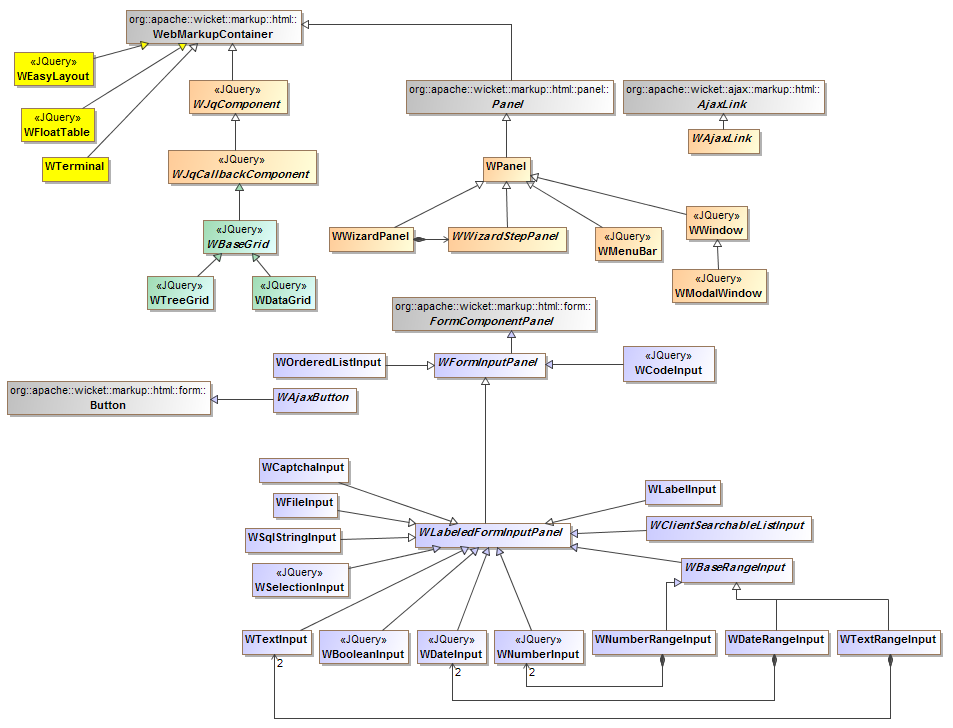 org::apache::wicket::markup::html::
WebMarkupContainer
«JQuery»
WEasyLayout
«JQuery»
WFloatTable
WTerminal
«JQuery»
WJqComponent
«JQuery»
WJqCallbackComponent
«JQuery»
WBaseGrid
«JQuery»
WTreeGrid
«JQuery»
WDataGrid
org::apache::wicket::markup::html::panel::
Panel
org::apache::wicket::ajax::markup::html::
AjaxLink
WAjaxLink
WPanel
WWizardPanel
WWizardStepPanel
«JQuery»
WMenuBar
«JQuery»
WWindow
«JQuery»
WModalWindow
org::apache::wicket::markup::html::form::
FormComponentPanel
WOrderedListInput
WFormInputPanel
«JQuery»
WCodeInput
org::apache::wicket::markup::html::form::
Button
WAjaxButton
WCaptchaInput
WFileInput
WSqlStringInput
«JQuery»
WSelectionInput
WLabeledFormInputPanel
WLabelInput
WClientSearchableListInput
WBaseRangeInput
WTextInput
«JQuery»
WBooleanInput
«JQuery»
WDateInput
«JQuery»
WNumberInput
WNumberRangeInput
WDateRangeInput
WTextRangeInput
2
2
2